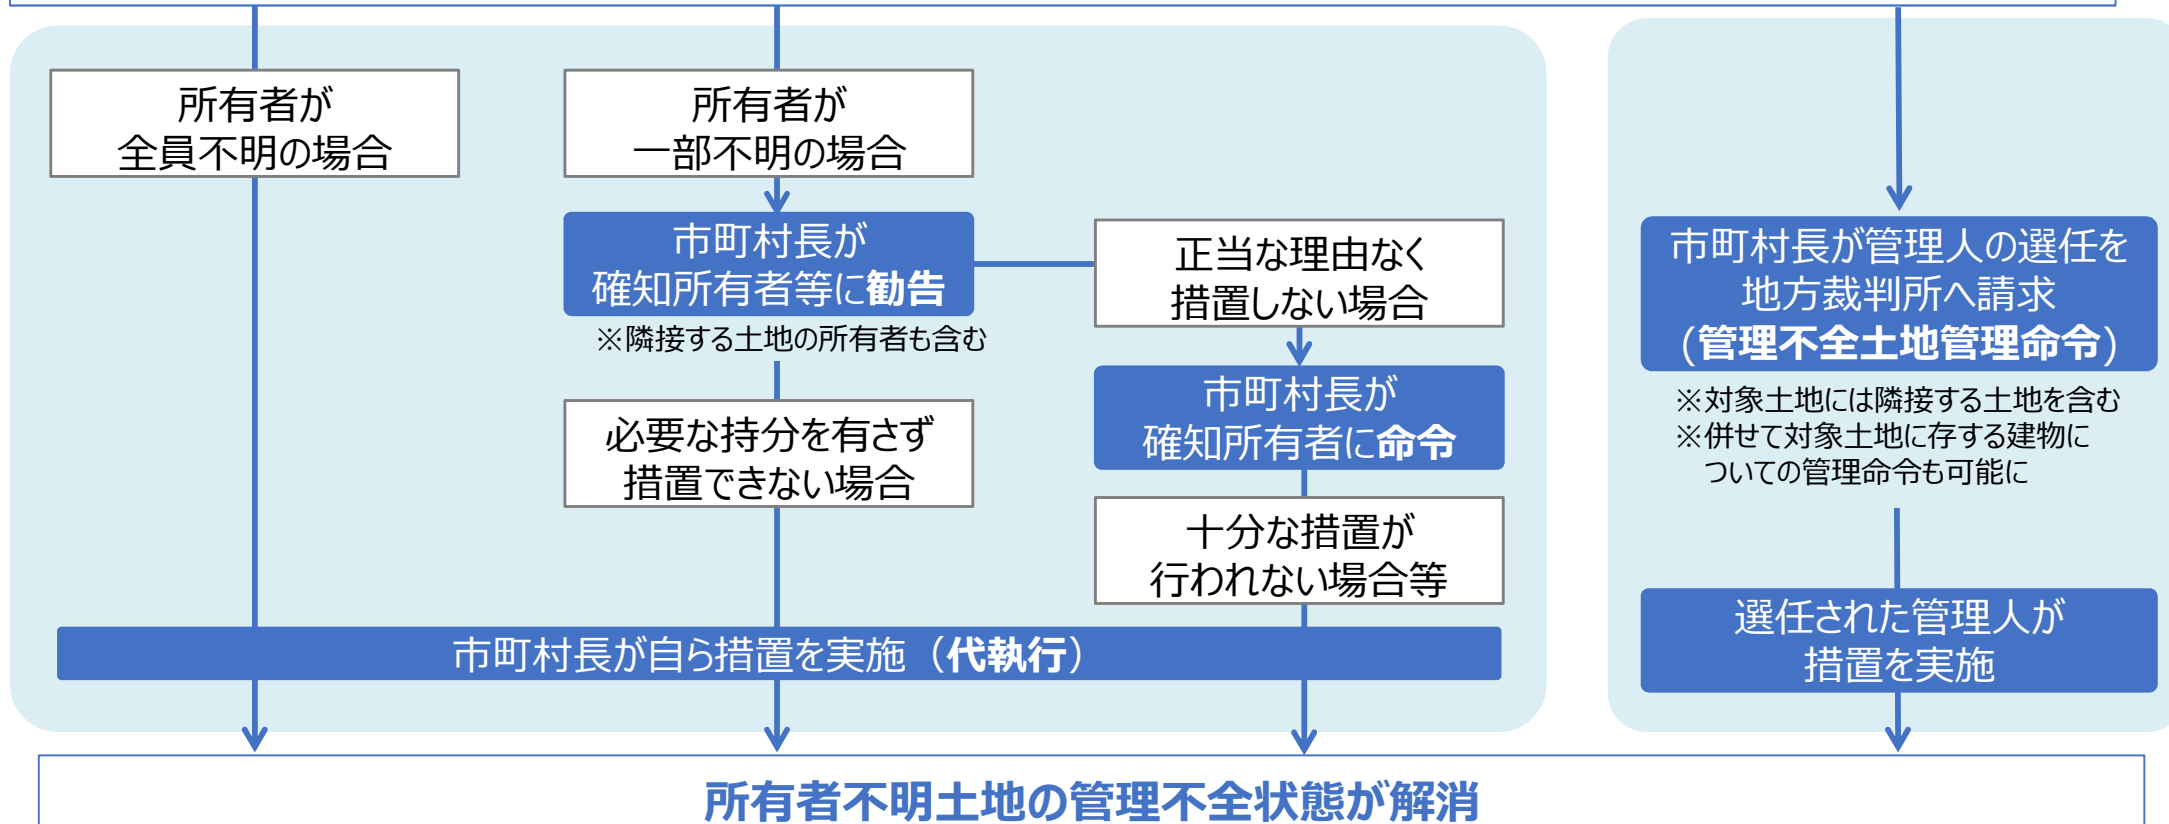 所有者が
全員不明の場合
所有者が
一部不明の場合
市町村長が
確知所有者等に勧告
※隣接する土地の所有者も含む
必要な持分を有さず
措置できない場合
正当な理由なく
措置しない場合
市町村長が
確知所有者に命令
十分な措置が
行われない場合等
市町村長が自ら措置を実施（代執行）
市町村長が管理人の選任を
地方裁判所へ請求
(管理不全土地管理命令)
※対象土地には隣接する土地を含む
※併せて対象土地に存する建物に
ついての管理命令も可能に
選任された管理人が
措置を実施
所有者不明土地の管理不全状態が解消